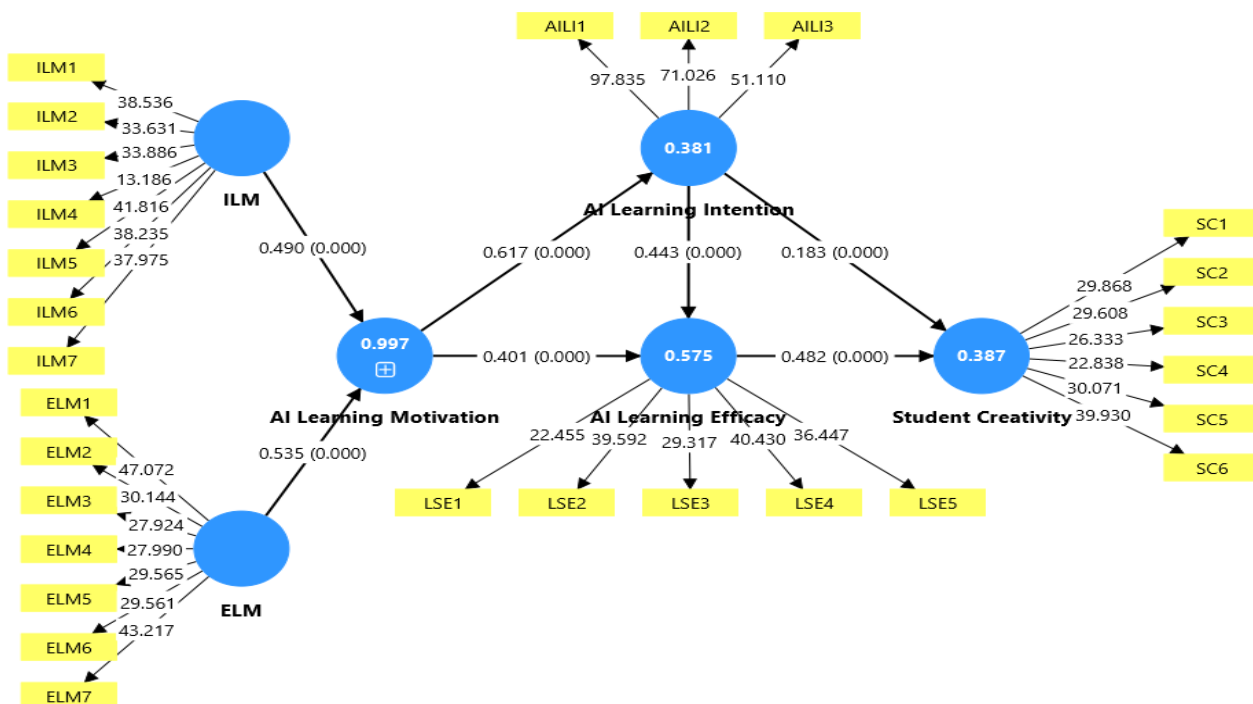 AILI1
AILI2
AILI3
97.835
71.026
51.110
ILM1
ILM2
ILM3
ILM4
ILM5
ILM6
ILM7
38.536
33.631
33.886
13.186
41.816
38.235
37.975
ILM
0.381
AI Learning Intention
0.490 (0.000)
0.617 (0.000)
0.443 (0.000)
0.183 (0.000)
0.997
AI Learning Motivation
0.401 (0.000)
0.575
AI Learning Efficacy
0.482 (0.000)
0.387
Student Creativity
SC1
SC2
SC3
SC4
SC5
SC6
29.868
29.608
26.333
22.838
30.071
39.930
0.535 (0.000)
ELM1
ELM2
ELM3
ELM4
ELM5
ELM6
ELM7
47.072
30.144
27.924
27.990
29.565
29.561
43.217
ELM
22.455
39.592
29.317
40.430
36.447
LSE1
LSE2
LSE3
LSE4
LSE5